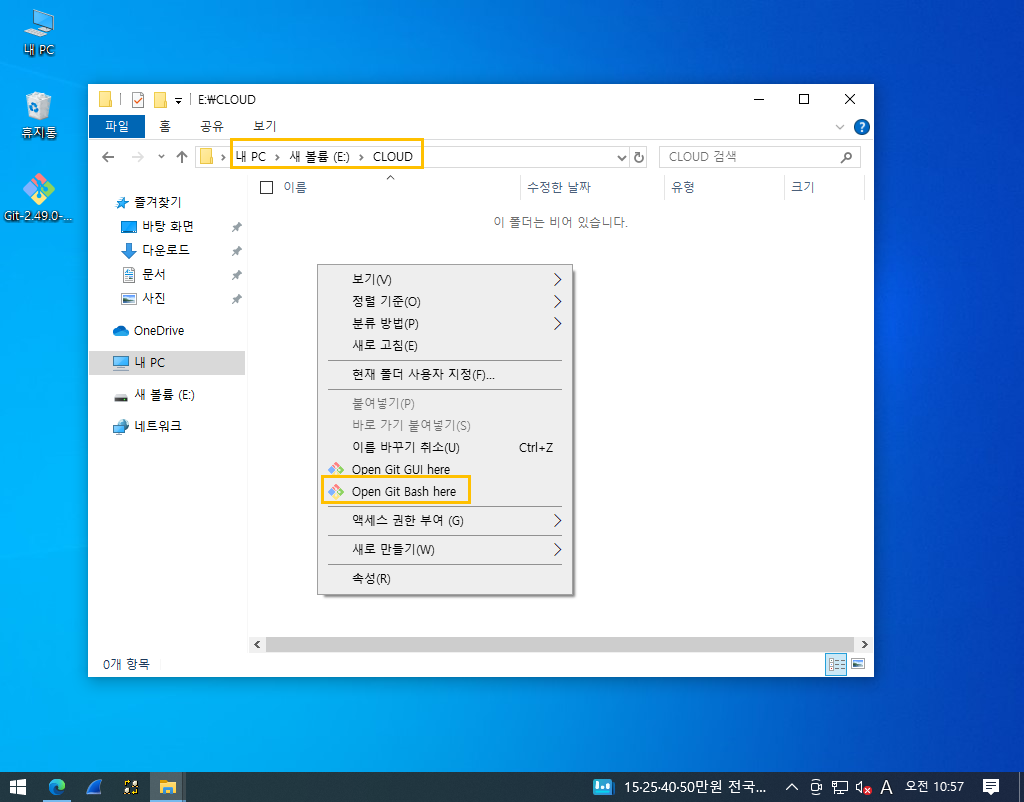 내 PC
휴지통
Git-2.49.0-...
E:₩CLOUD
파일 홈 공유 보기
내 PC > 새 볼륨 (E:) > CLOUD
CLOUD 검색
이름 수정한 날짜 유형 크기
이 폴더는 비어 있습니다.
즐겨찾기
바탕 화면
다운로드
문서
사진
OneDrive
내 PC
새 볼륨 (E:)
네트워크
보기(V)
정렬 기준(O)
분류 방법(P)
새로 고침(E)
현재 폴더 사용자 지정(F)...
붙여넣기(P)
바로 가기 붙여넣기(S)
이름 바꾸기 취소(U) Ctrl+Z
Open Git GUI here
Open Git Bash here
액세스 권한 부여 (G)
새로 만들기(W)
속성(R)
0개 항목
15·25·40·50만원 전국... A 오전 10:57